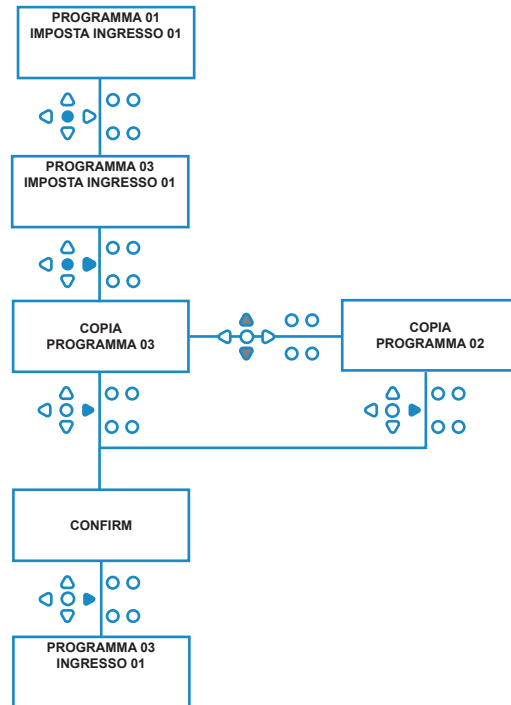 PROGRAMMA 01
IMPOSTA INGRESSO 01
PROGRAMMA 03
IMPOSTA INGRESSO 01
COPIA
PROGRAMMA 03
COPIA
PROGRAMMA 02
CONFIRM
PROGRAMMA 03
INGRESSO 01